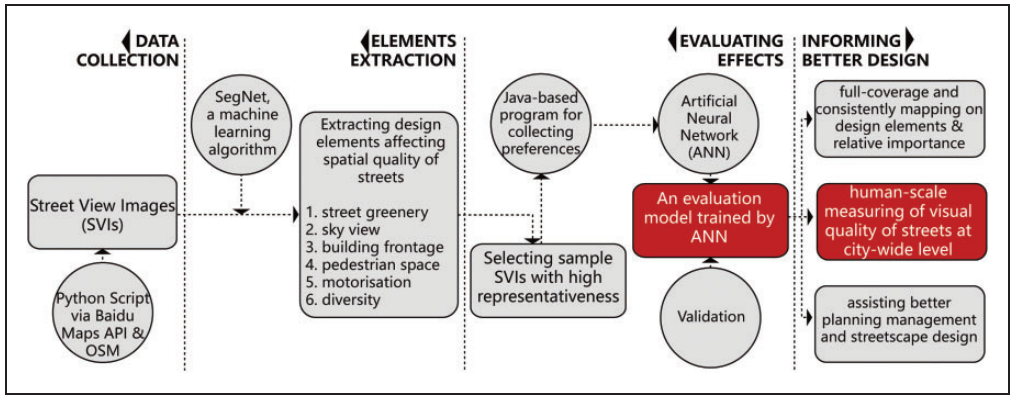 DATA
COLLECTION
ELEMENTS
EXTRACTION
EVALUATING
EFFECTS
INFORMING
BETTER DESIGN
Street View Images
(SVIs)
Python Script
via Baidu
Maps API &
OSM
SegNet,
a machine
learning
algorithm
Extracting design
elements affecting
spatial quality of
streets
1. street greenery
2. sky view
3. building frontage
4. pedestrian space
5. motorisation
6. diversity
Java-based
program for
collecting
preferences
Selecting sample
SVIs with high
representativeness
Artificial
Neural
Network
(ANN)
An evaluation
model trained by
ANN
Validation
full-coverage and
consistently mapping on
design elements &
relative importance
human-scale
measuring of visual
quality of streets at
city-wide level
assisting better
planning management
and streetscape design